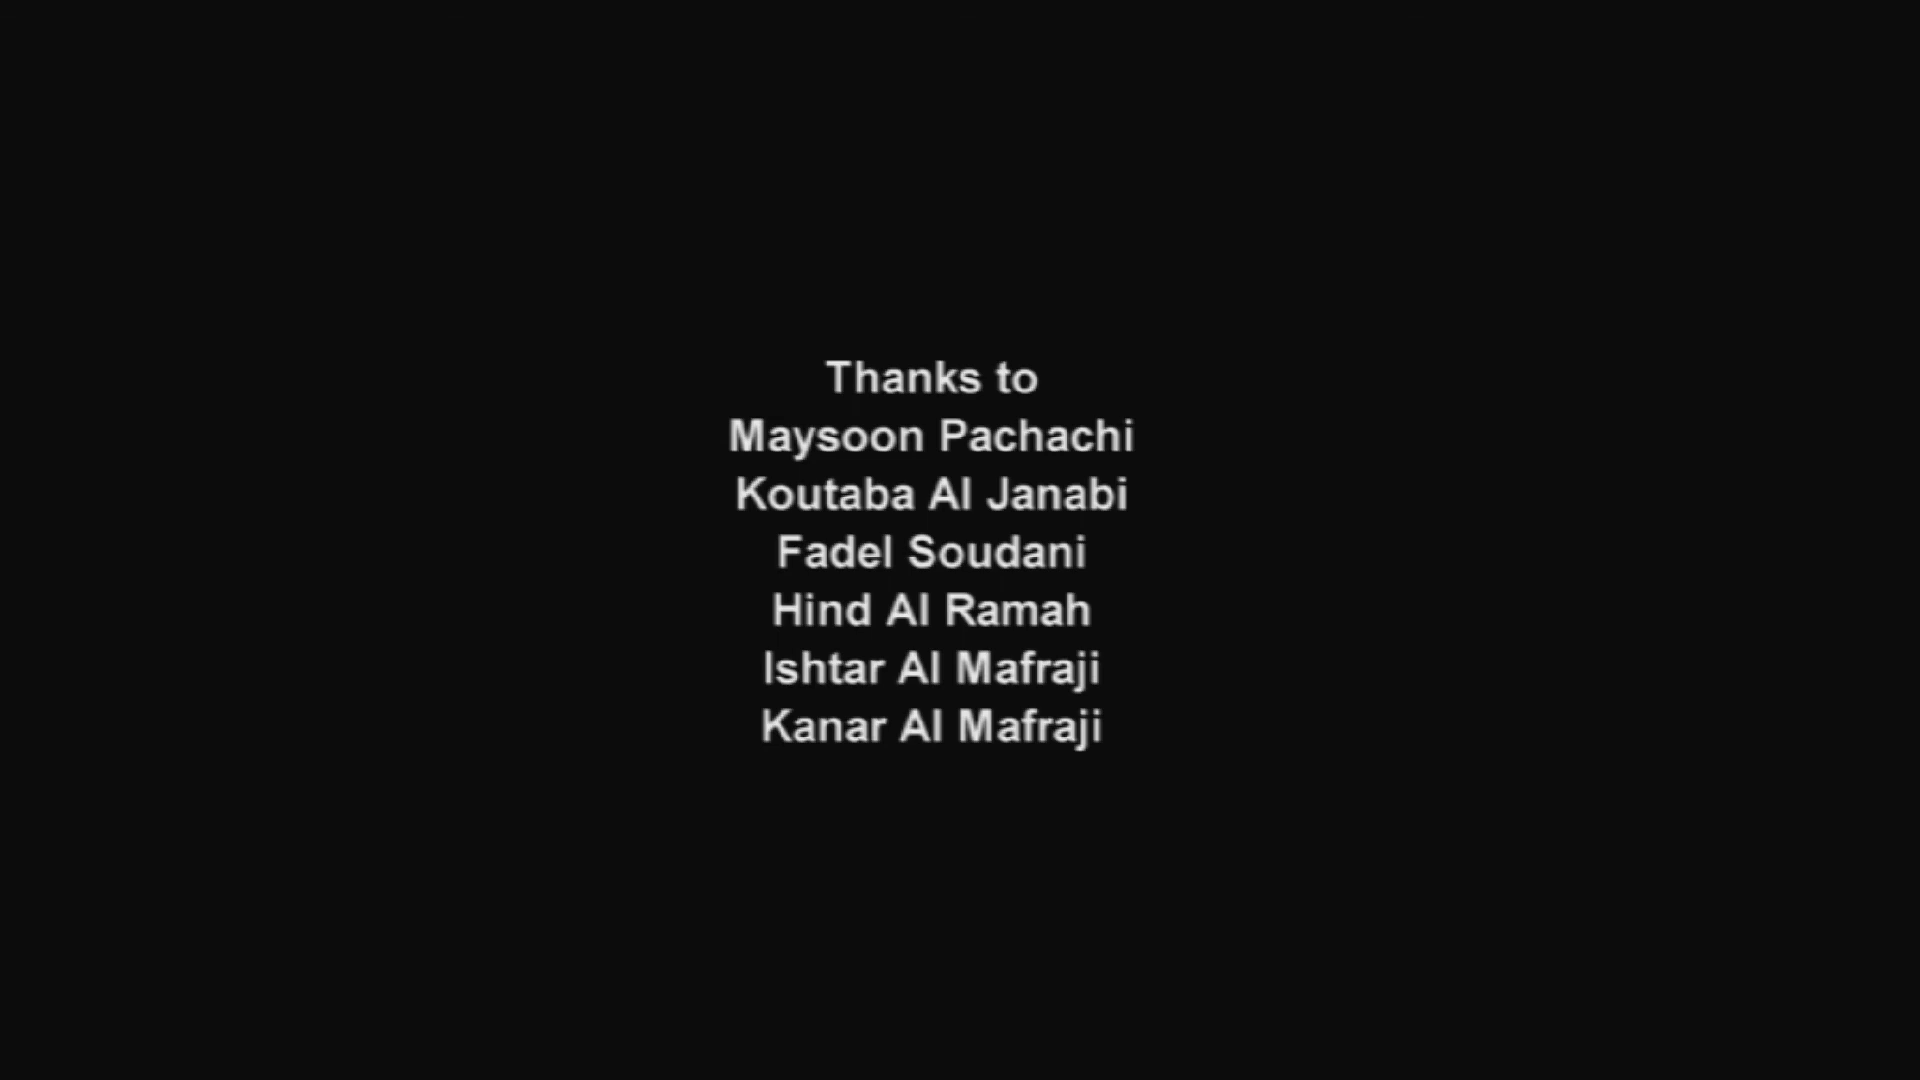 Thanks to
Maysoon Pachachi
Koutaba Al Janabi
Fadel Soudani
Hind Al Ramah
Ishtar Al Mafraji
Kanar Al Mafraji